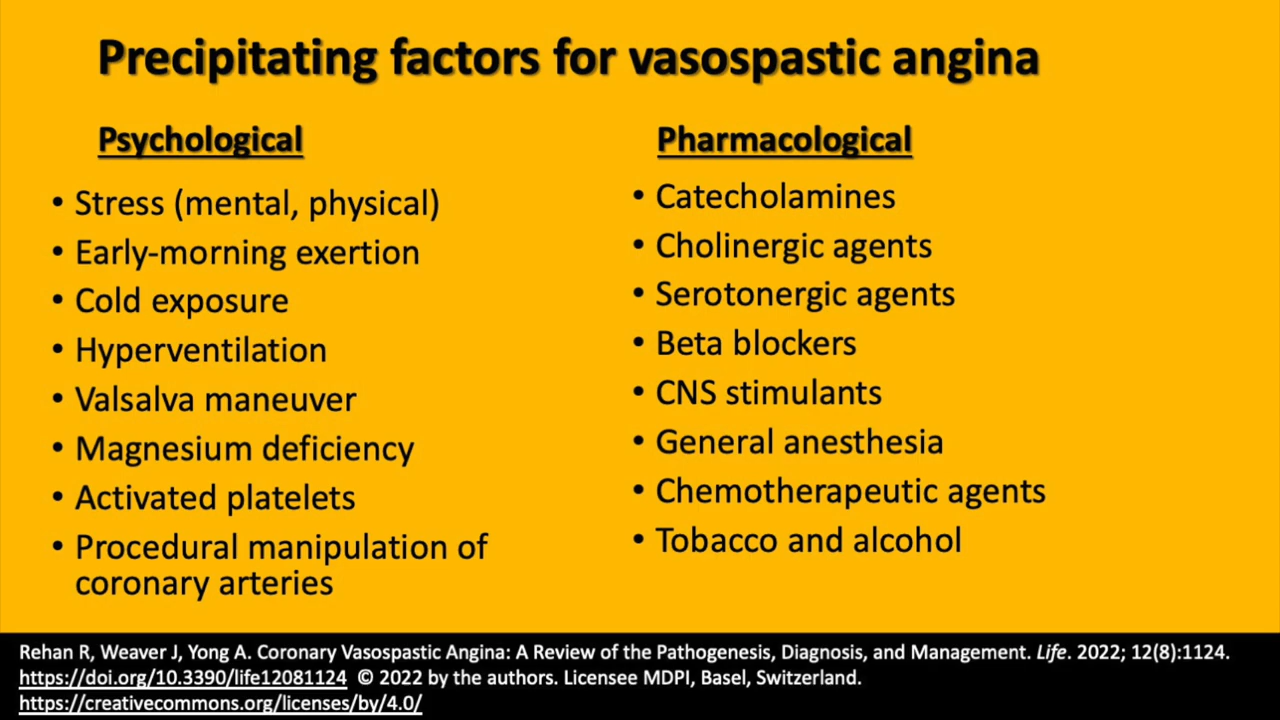 Precipitating factors for vasospastic angina
Psychological
• Stress (mental, physical)
• Early-morning exertion
• Cold exposure
• Hyperventilation
• Valsalva maneuver
• Magnesium deficiency
• Activated platelets
• Procedural manipulation of
coronary arteries
Pharmacological
• Catecholamines
• Cholinergic agents
• Serotonergic agents
• Beta blockers
• CNS stimulants
• General anesthesia
• Chemotherapeutic agents
• Tobacco and alcohol
Rehan R, Weaver J, Yong A. Coronary Vasospastic Angina: A Review of the Pathogenesis, Diagnosis, and Management. Life. 2022; 12(8):1124.
https://doi.org/10.3390/life12081124 © 2022 by the authors. Licensee MDPI, Basel, Switzerland.
https://creativecommons.org/licenses/by/4.0/